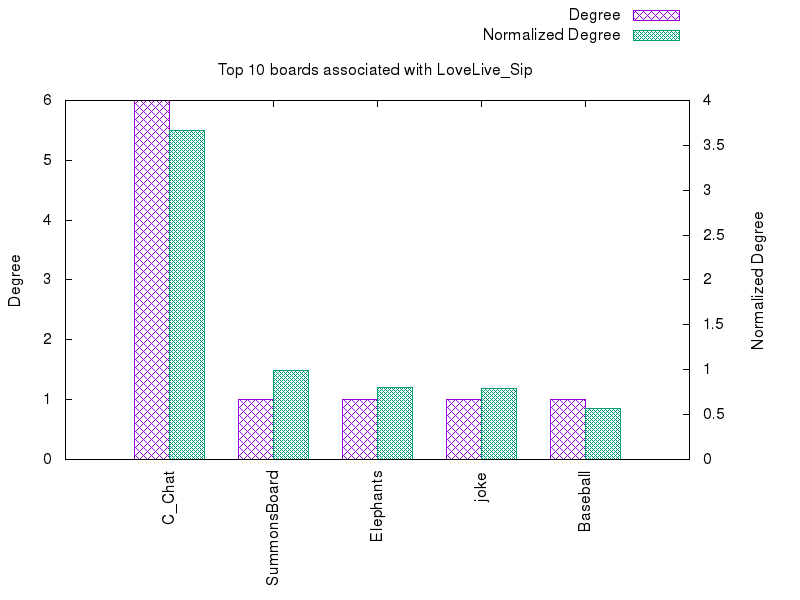 Degree
Normalized Degree
Top 10 boards associated with LoveLive_Sip
6
5
4
3
2
1
0
4
3.5
3
2.5
2
1.5
1
0.5
0
Degree
Normalized Degree
C_Chat
SummonsBoard
Elephants
joke
Baseball